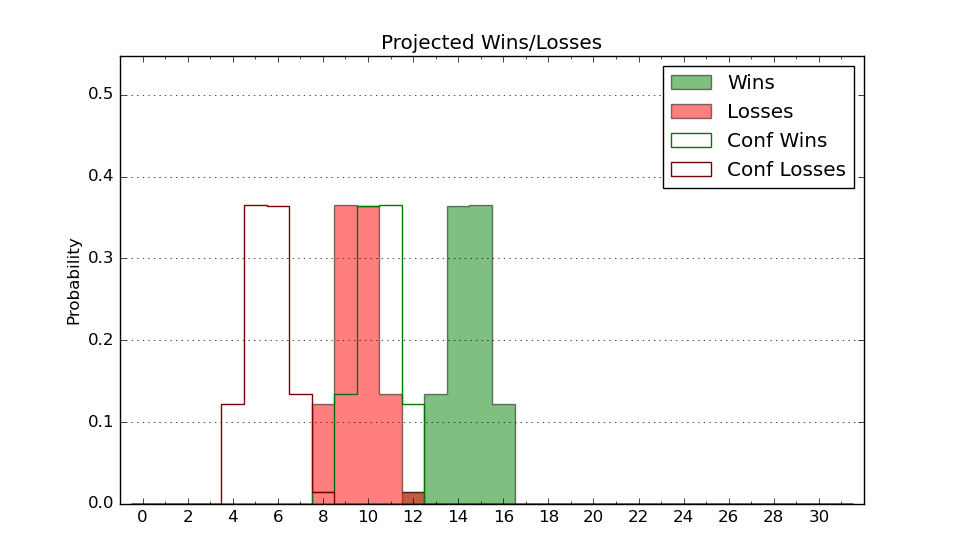 Projected Wins/Losses
0.5
0.4
0.3
0.2
0.1
0.0
Probability
Wins
Losses
Conf Wins
Conf Losses
0 2 4 6 8 10 12 14 16 18 20 22 24 26 28 30